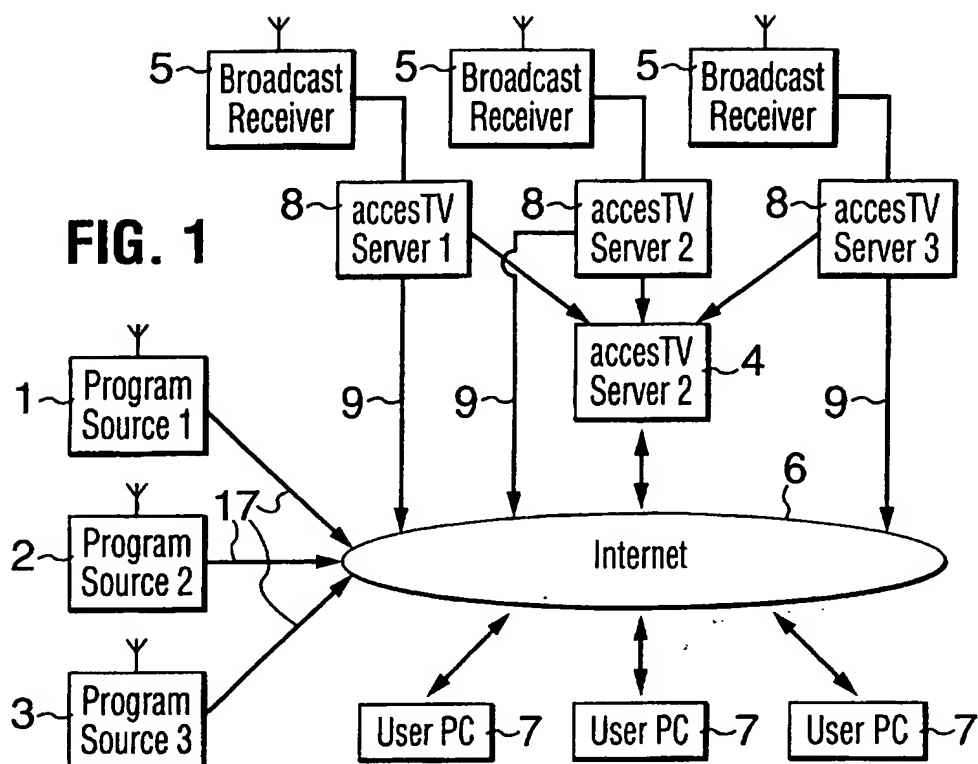 5
Broadcast
Receiver
5
Broadcast
Receiver
5
Broadcast
Receiver
8
accesTV
Server 1
8
accesTV
Server 2
8
accesTV
Server 3
FIG. 1
accesTV
Server 2
4
1
Program
Source 1
9
9
9
2
Program
Source 2
17
6
Internet
3
Program
Source 3
User PC
7
User PC
7
User PC
7